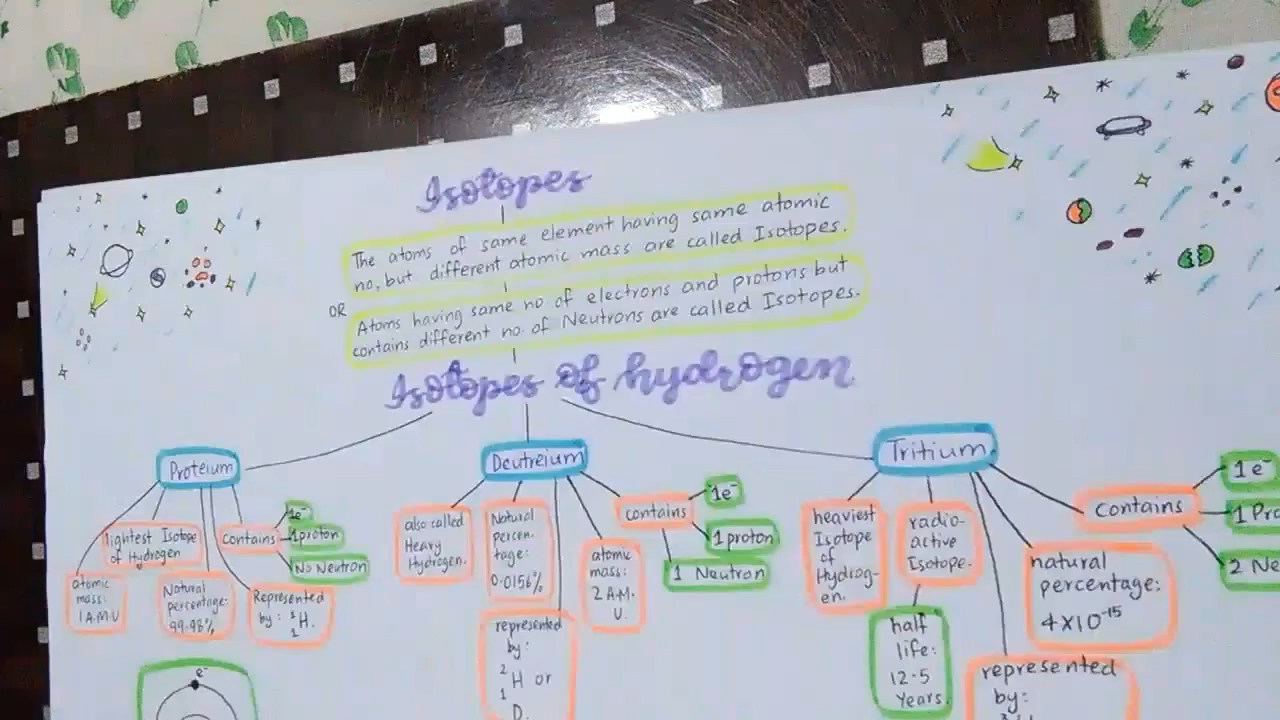 Isotopes
The atoms of same element having same atomic
no, but different atomic mass are called Isotopes.
OR
Atoms having same no of electrons and protons but
contains different no. of Neutrons are called Isotopes.
Isotopes of hydrogen
Proteium
lightest Isotope
of Hydrogen
contains
1e⁻
1proton
No Neutron
atomic
mass:
1A.M.U
Natural
percentage:
99.98%
Represented
by: ¹₁H.
e⁻
Deutreium
also called
Heavy
Hydrogen.
Natural
percen-
tage:
0.0156%
represented
by:
²₁H or
D.
atomic
mass:
2 A.M.
U.
contains
1e⁻
1proton
1 Neutron
Tritium
heaviest
Isotope
of
Hydrog-
en.
radio-
active
Isotope.
half
life:
12.5
Years.
represented
by:
natural
percentage:
4X10⁻¹⁵
contains
1e⁻
1 Pro
2 Ne